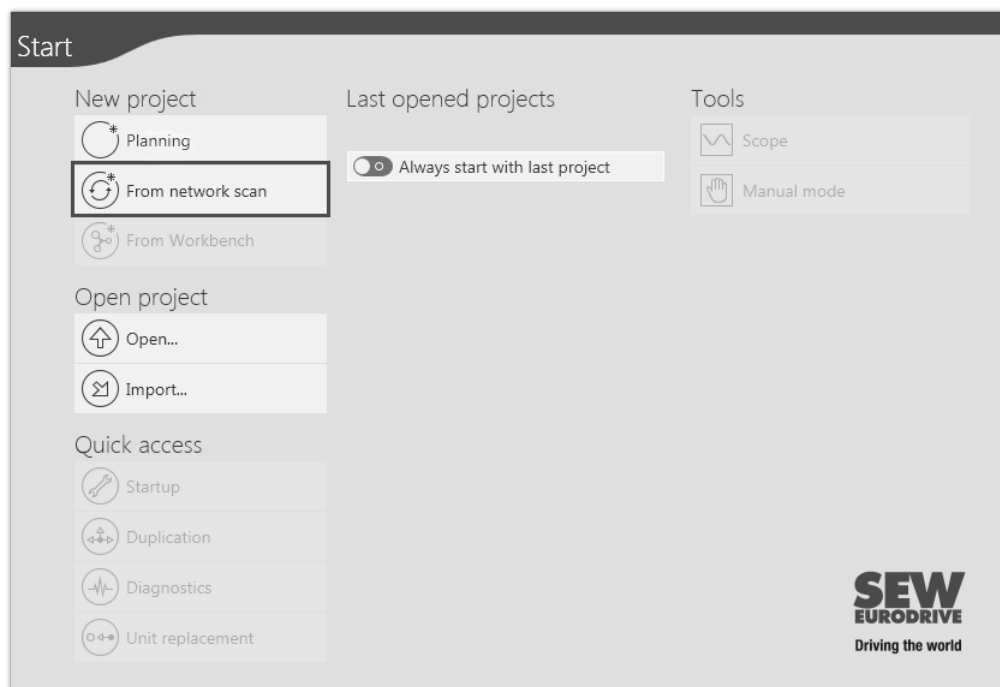 Start
New project
Planning
From network scan
From Workbench
Open project
Open...
Import...
Quick access
Startup
Duplication
Diagnostics
Unit replacement
Last opened projects
Always start with last project
Tools
Scope
Manual mode
SEW
EURODRIVE
Driving the world